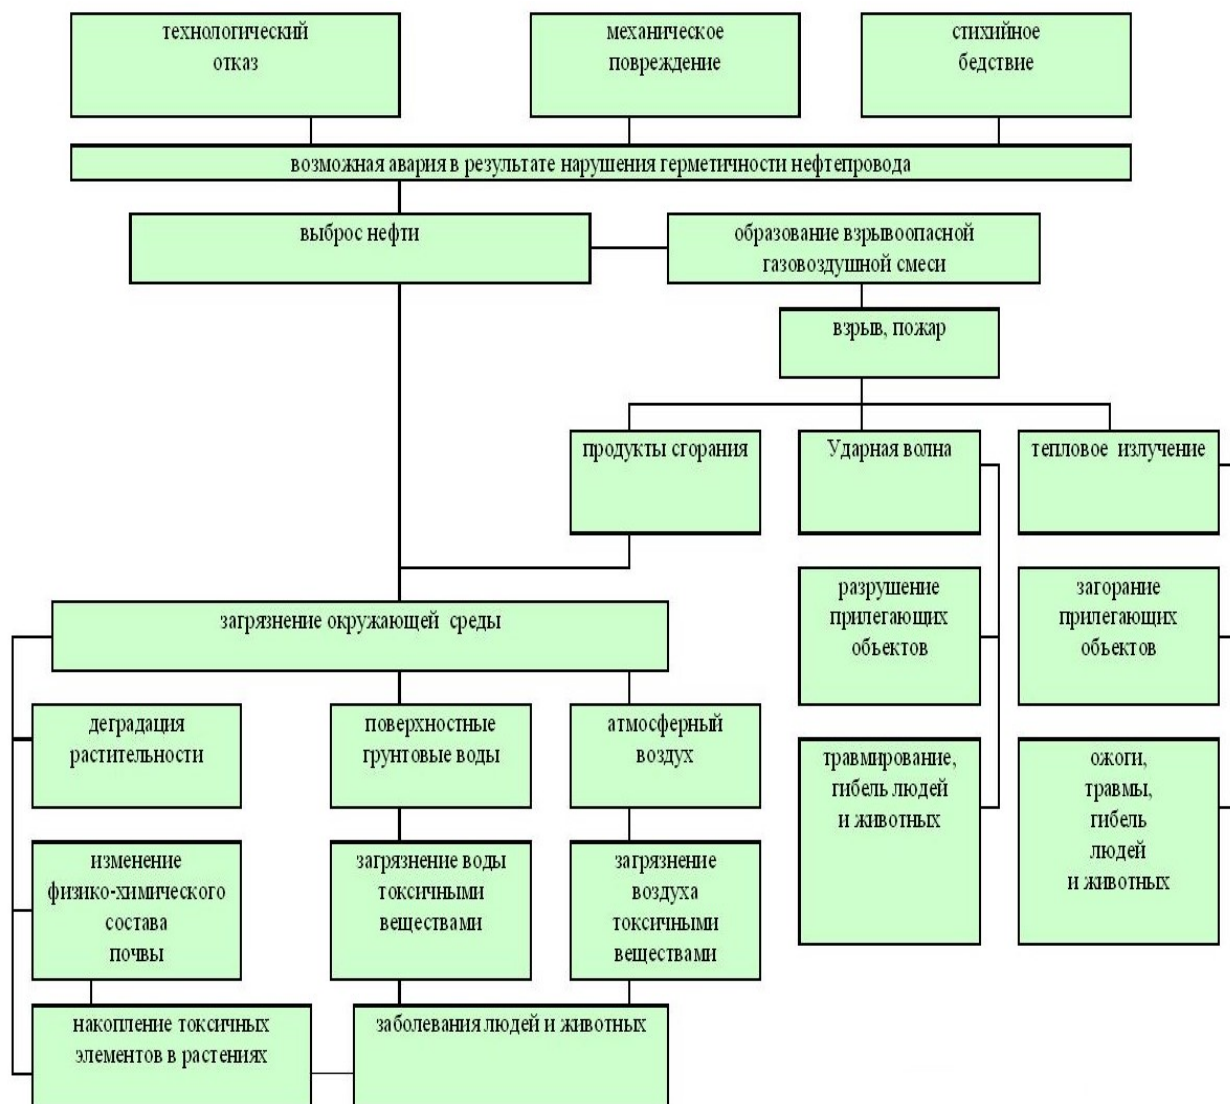 технологический
отказ
механическое
повреждение
стихийное
бедствие
возможная авария в результате нарушения герметичности нефтепровода
выброс нефти
образование взрывоопасной
газовоздушной смеси
взрыв, пожар
продукты сгорания
Ударная волна
тепловое излучение
разрушение
прилегающих
обьектов
загорание
прилегающих
обьектов
загрязнение окружающей среды
деградация
растительности
поверхностные
грунтовые воды
атмосферный
воздух
травмирование,
гибель людей
и животных
ожоги,
травмы,
гибель
людей
и животных
изменение
физико-химического
состава
почвы
загрязнение воды
токсичными
веществами
загрязнение
воздуха
токсичными
веществами
накопление токсичных
элементов в растениях
заболевания людей и животных